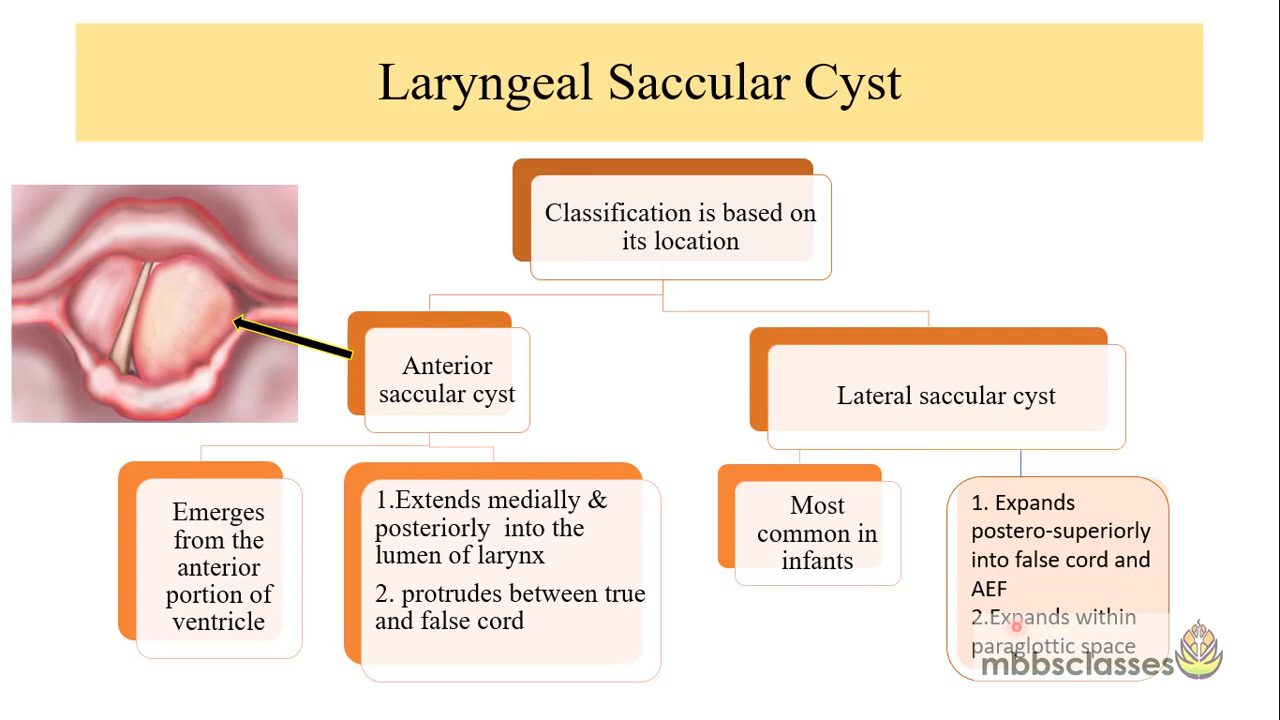 Laryngeal Saccular Cyst
Classification is based on
its location
Anterior
saccular cyst
Lateral saccular cyst
Emerges
from the
anterior
portion of
ventricle
1.Extends medially &
posteriorly into the
lumen of larynx
2. protrudes between true
and false cord
Most
common in
infants
1. Expands
postero-superiorly
into false cord and
AEF
2.Expands within
paraglottic space
mbbsclasses